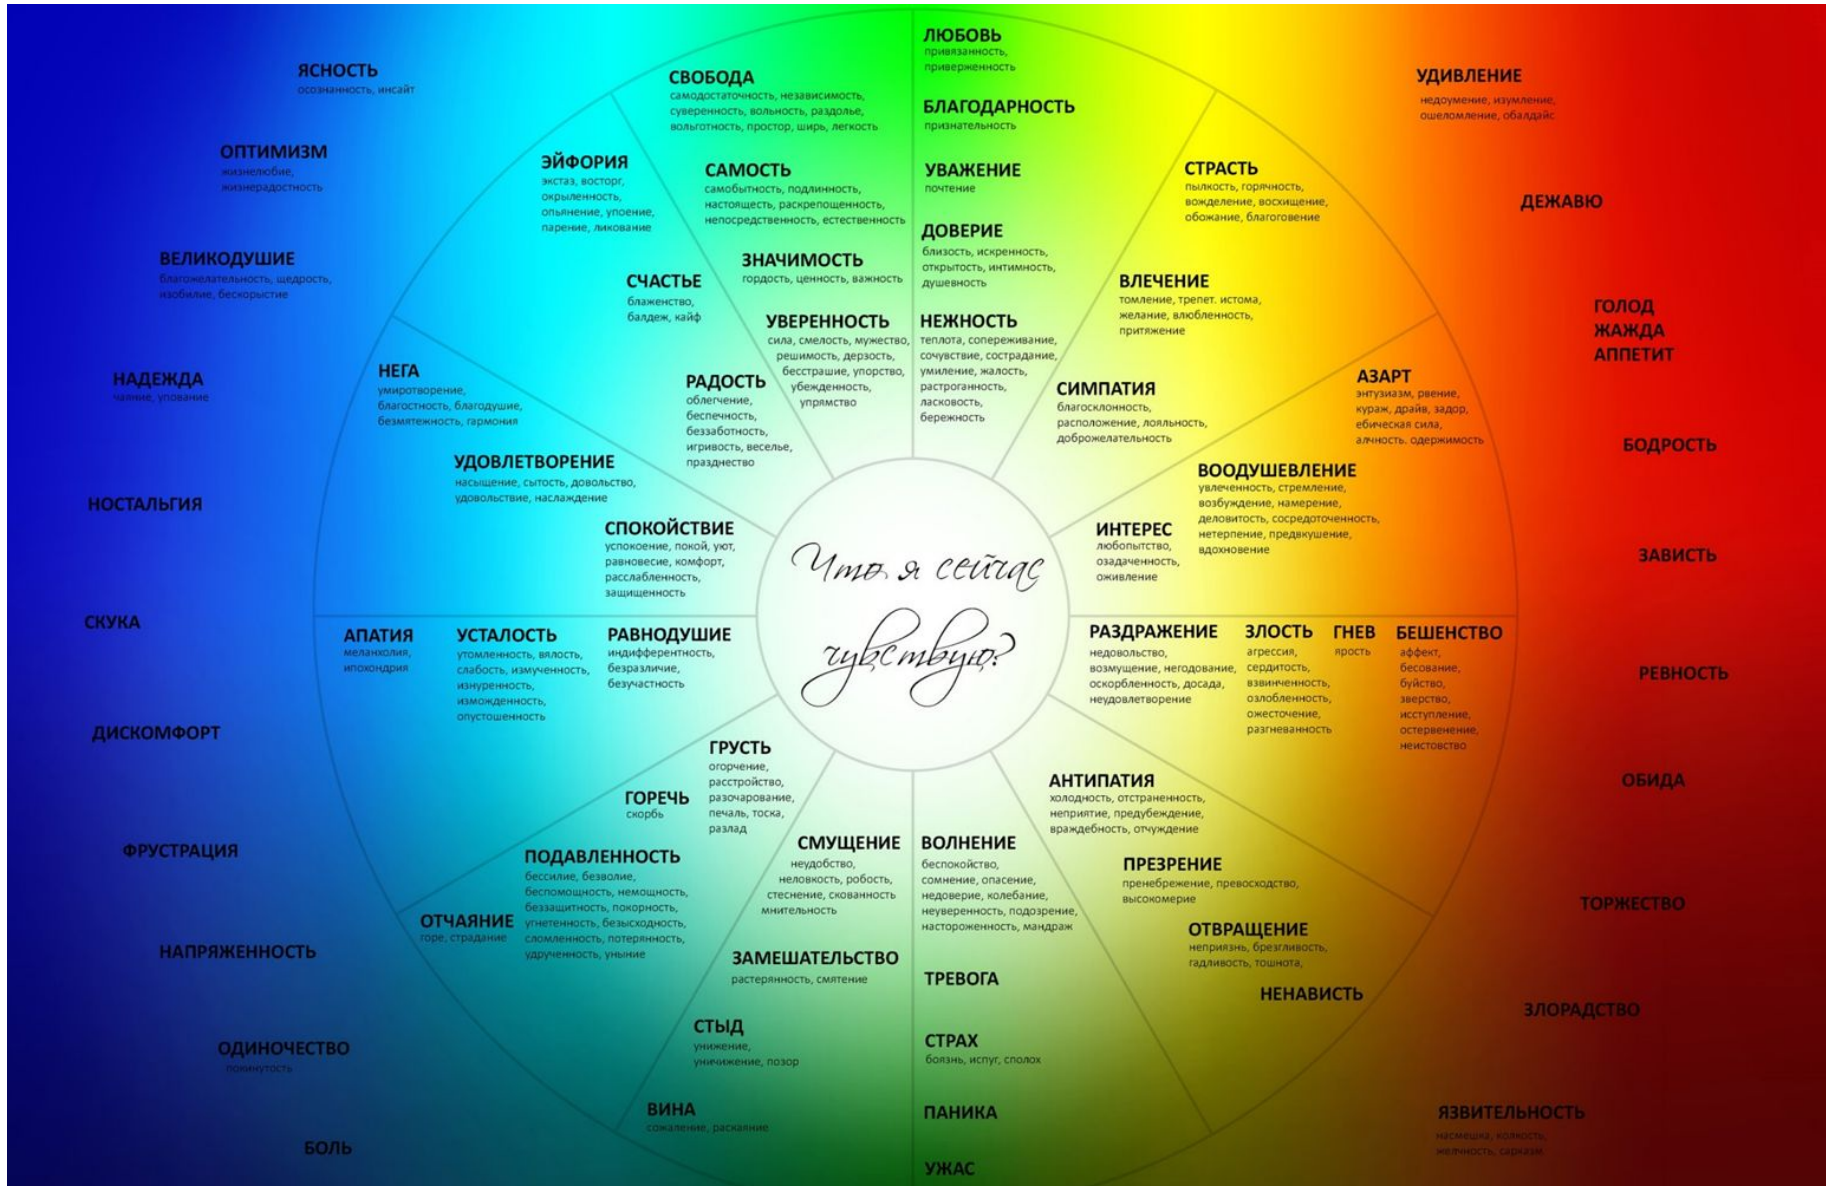 ЯСНОСТЬ
осознанность, инсайт
ОПТИМИЗМ
жизнелюбие,
жизнерадостность
ВЕЛИКОДУШИЕ
благожелательность, щедрость,
изобилие, бескорыстие
НАДЕЖДА
чаяние, упование
НОСТАЛЬГИЯ
СКУКА
ДИСКОМФОРТ
ФРУСТРАЦИЯ
НАПРЯЖЕННОСТЬ
ОДИНОЧЕСТВО
покинутость
БОЛЬ
СВОБОДА
самодостаточность, независимость,
суверенность, вольность, раздолье,
вольготность, простор, ширь, легкость
САМОСТЬ
самобытность, подлинность,
настоящесть, раскрепощенность,
непосредственность, естественность
ЗНАЧИМОСТЬ
гордость, ценность, важность
УВЕРЕННОСТЬ
сила, смелость, мужество,
решимость, дерзость,
бесстрашие, упорство,
убежденность,
упрямство
ЭЙФОРИЯ
экстаз, восторг,
окрыленность,
опьянение, упоение,
парение, ликование
СЧАСТЬЕ
блаженство,
балдеж, кайф
РАДОСТЬ
облегчение,
беспечность,
беззаботность,
игривость, веселье,
празднество
НЕГА
умиротворение,
благостность, благодушие,
безмятежность, гармония
УДОВЛЕТВОРЕНИЕ
насыщение, сытость, довольство,
удовольствие, наслаждение
СПОКОЙСТВИЕ
успокоение, покой, уют,
равновесие, комфорт,
расслабленность,
защищенность
ЛЮБОВЬ
привязанность,
приверженность
БЛАГОДАРНОСТЬ
признательность
УВАЖЕНИЕ
почтение
ДОВЕРИЕ
близость, искренность,
открытость, интимность,
душевность
НЕЖНОСТЬ
теплота, сопереживание,
сочувствие, сострадание,
умиление, жалость,
растроганность,
ласковость,
бережность
СТРАСТЬ
пылкость, горячность,
вожделение, восхищение,
обожание, благоговение
ВЛЕЧЕНИЕ
томление, трепет. истома,
желание, влюбленность,
притяжение
СИМПАТИЯ
благосклонность,
расположение, лояльность,
доброжелательность
АЗАРТ
энтузиазм, рвение,
кураж, драйв, задор,
ебическая сила,
алчность. одержимость
ВООДУШЕВЛЕНИЕ
увлеченность, стремление,
возбуждение, намерение,
деловитость, сосредоточенность,
нетерпение, предвкушение,
вдохновение
ИНТЕРЕС
любопытство,
озадаченность,
оживление
Что я сейчас
чувствую?
АПАТИЯ
меланхолия,
ипохондрия
УСТАЛОСТЬ
утомленность, вялость,
слабость, измученность,
изнуренность,
изможденность,
опустошенность
РАВНОДУШИЕ
индифферентность,
безразличие,
безучастность
ГРУСТЬ
огорчение,
расстройство,
разочарование,
печаль, тоска,
разлад
ГОРЕЧЬ
скорбь
ПОДАВЛЕННОСТЬ
бессилие, безволие,
беспомощность, немощность,
беззащитность, покорность,
угнетенность, безысходность,
сломленность, потерянность,
удрученность, уныние
ОТЧАЯНИЕ
горе, страдание
СМУЩЕНИЕ
неудобство,
неловкость, робость,
стеснение, скованность
мнительность
ЗАМЕШАТЕЛЬСТВО
растерянность, смятение
СТЫД
унижение,
уничижение, позор
ВИНА
сожаление, раскаяние
РАЗДРАЖЕНИЕ
недовольство,
возмущение, негодование,
оскорбленность, досада,
неудовлетворение
ЗЛОСТЬ
агрессия,
сердитость,
взвинченность,
озлобленность,
ожесточение,
разгневанность
ГНЕВ
ярость
БЕШЕНСТВО
аффект,
бесование,
буйство,
зверство,
исступление,
остервенение,
неистовство
АНТИПАТИЯ
холодность, отстраненность,
неприятие, предубеждение,
враждебность, отчуждение
ПРЕЗРЕНИЕ
пренебрежение, превосходство,
высокомерие
ОТВРАЩЕНИЕ
неприязнь, брезгливость,
гадливость, тошнота,
НЕНАВИСТЬ
ВОЛНЕНИЕ
беспокойство,
сомнение, опасение,
недоверие, колебание,
неуверенность, подозрение,
настороженность, мандраж
ТРЕВОГА
СТРАХ
боязнь, испуг, сполох
ПАНИКА
УЖАС
УДИВЛЕНИЕ
недоумение, изумление,
ошеломление, обалдайс
ДЕЖАВЮ
ГОЛОД
ЖАЖДА
АППЕТИТ
БОДРОСТЬ
ЗАВИСТЬ
РЕВНОСТЬ
ОБИДА
ТОРЖЕСТВО
ЗЛОРАДСТВО
ЯЗВИТЕЛЬНОСТЬ
насмешка, колкость,
желчность, сарказм